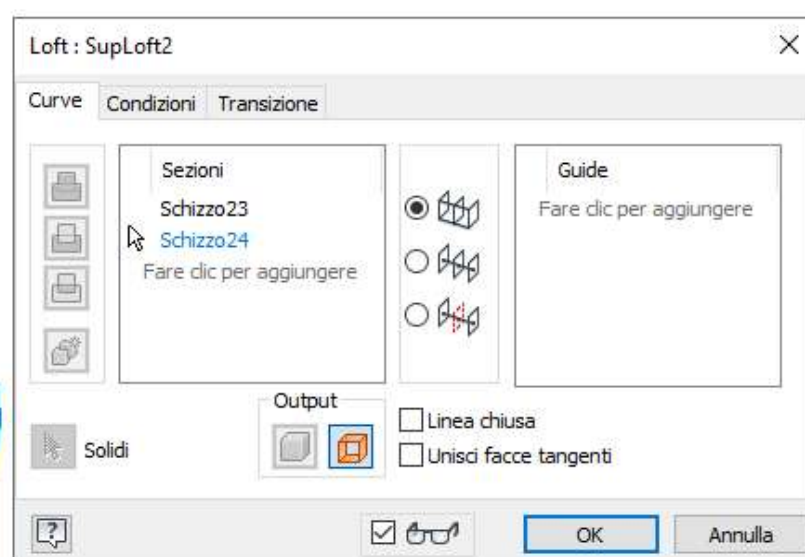 Loft : SupLoft2
Curve Condizioni Transizione
Sezioni
Schizzo23
Schizzo24
Fare clic per aggiungere
Guide
Fare clic per aggiungere
Solidi
Output
Linea chiusa
Unisci facce tangenti
?
OK Annulla